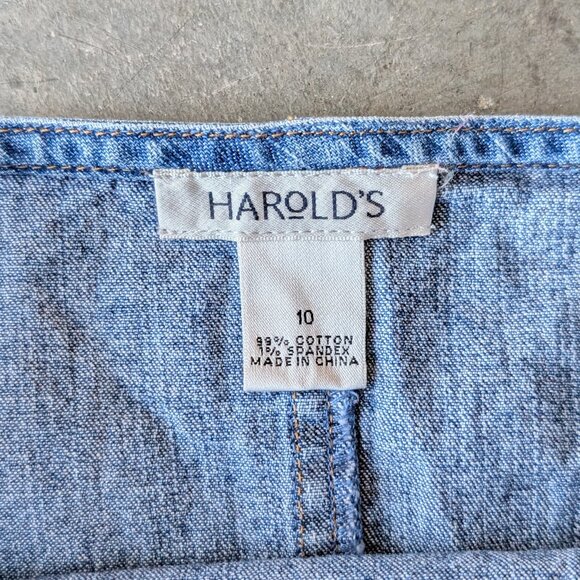 HAROLD'S
10
99% COTTON
1% SPANDEX
MADE IN CHINA